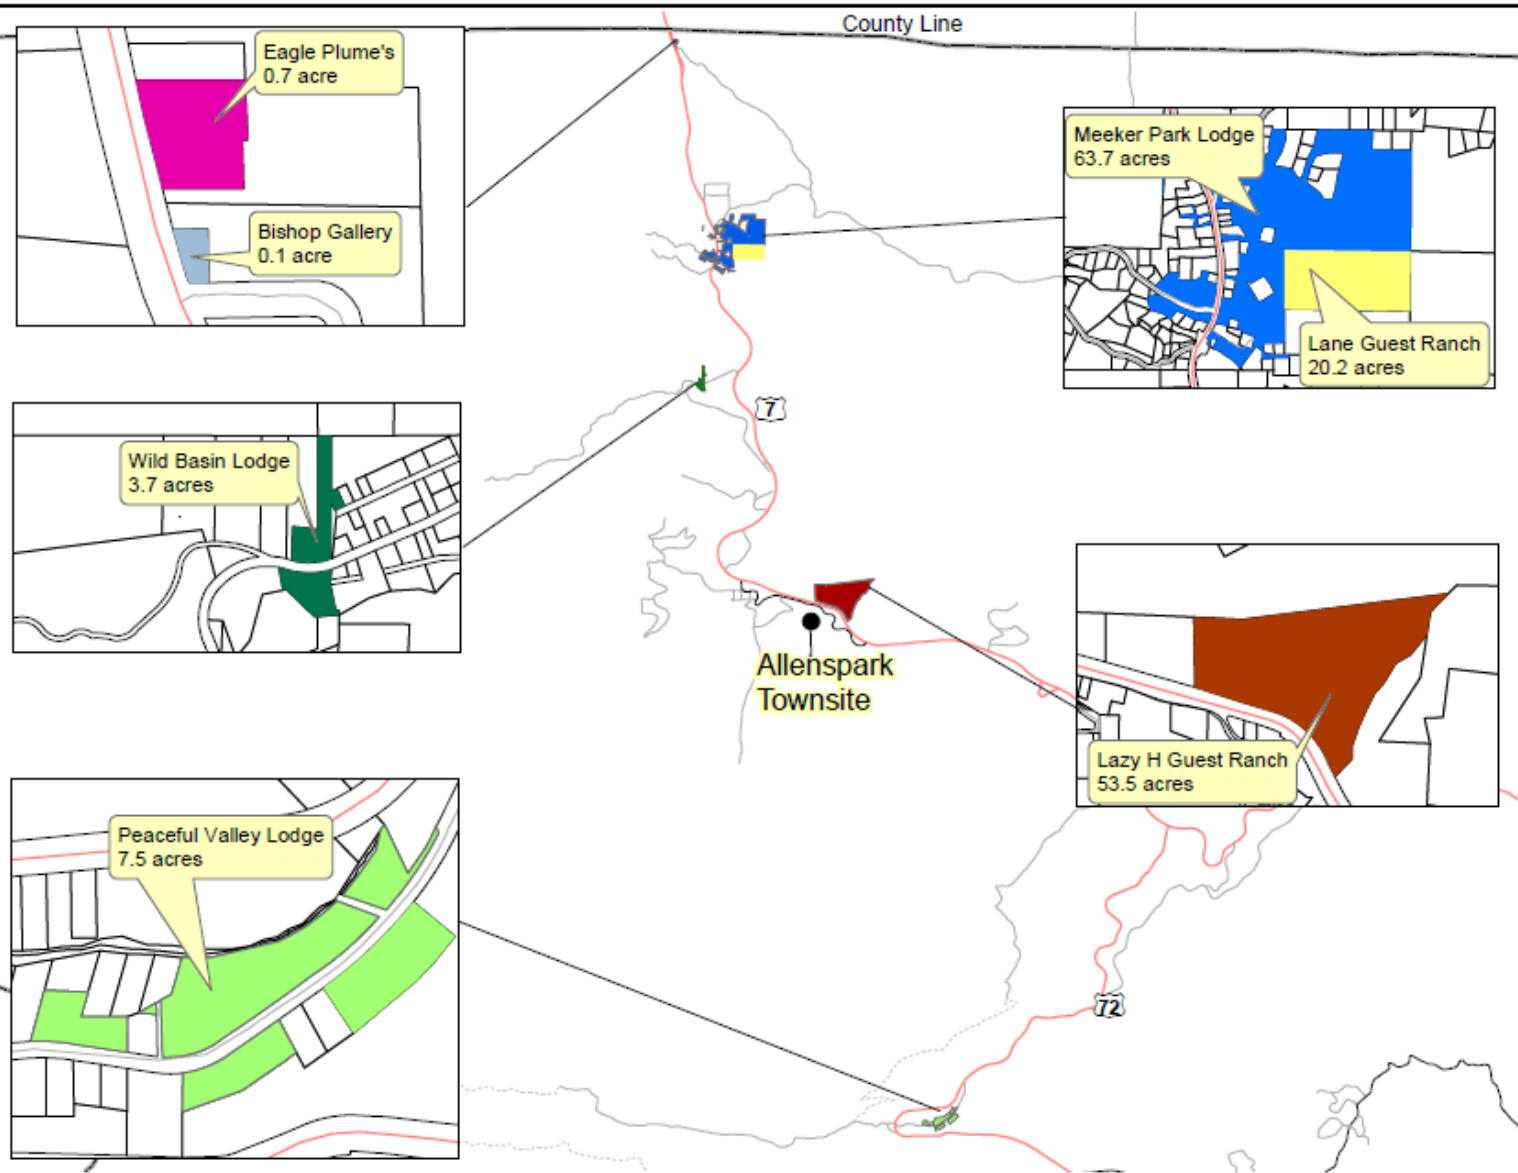 County Line
Eagle Plume's
0.7 acre
Bishop Gallery
0.1 acre
Meeker Park Lodge
63.7 acres
Lane Guest Ranch
20.2 acres
7
Wild Basin Lodge
3.7 acres
Allenspark
Townsite
Lazy H Guest Ranch
53.5 acres
Peaceful Valley Lodge
7.5 acres
72